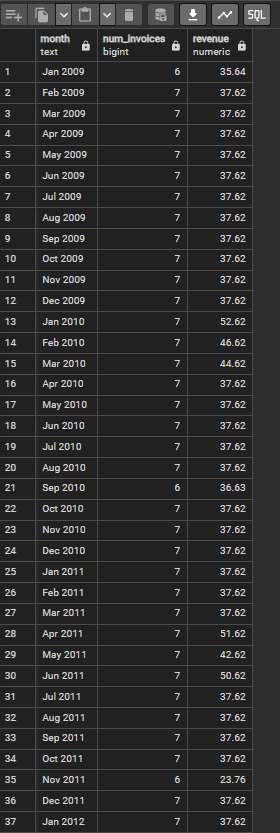 SQL
month num_invoices revenue
text bigint numeric
1 Jan 2009 6 35.64
2 Feb 2009 7 37.62
3 Mar 2009 7 37.62
4 Apr 2009 7 37.62
5 May 2009 7 37.62
6 Jun 2009 7 37.62
7 Jul 2009 7 37.62
8 Aug 2009 7 37.62
9 Sep 2009 7 37.62
10 Oct 2009 7 37.62
11 Nov 2009 7 37.62
12 Dec 2009 7 37.62
13 Jan 2010 7 52.62
14 Feb 2010 7 46.62
15 Mar 2010 7 44.62
16 Apr 2010 7 37.62
17 May 2010 7 37.62
18 Jun 2010 7 37.62
19 Jul 2010 7 37.62
20 Aug 2010 7 37.62
21 Sep 2010 6 36.63
22 Oct 2010 7 37.62
23 Nov 2010 7 37.62
24 Dec 2010 7 37.62
25 Jan 2011 7 37.62
26 Feb 2011 7 37.62
27 Mar 2011 7 37.62
28 Apr 2011 7 51.62
29 May 2011 7 42.62
30 Jun 2011 7 50.62
31 Jul 2011 7 37.62
32 Aug 2011 7 37.62
33 Sep 2011 7 37.62
34 Oct 2011 7 37.62
35 Nov 2011 6 23.76
36 Dec 2011 7 37.62
37 Jan 2012 7 37.62